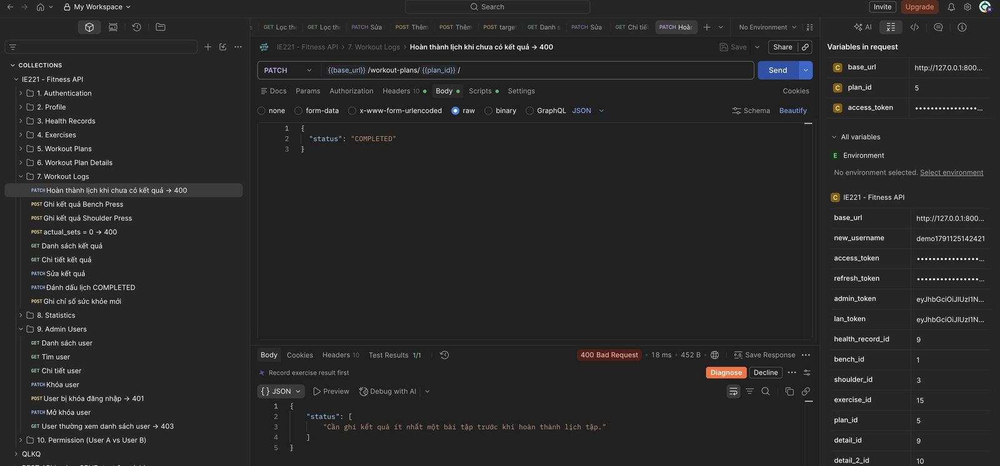 My Workspace
Search
Invite
Upgrade
GET Lọc th
GET Lọc th
PATCH Sửa
POST Thêm
POST Thêm
POST targe
GET Danh s
PATCH Sửa
GET Chi tiế
PATCH Hoàr
No Environment
AI
IE221 - Fitness API > 7. Workout Logs > Hoàn thành lịch khi chưa có kết quả → 400
Save
Share
PATCH
{{base_url}} /workout-plans/ {{plan_id}} /
Send
Docs
Params
Authorization
Headers 10
Body
Scripts
Settings
Cookies
none
form-data
x-www-form-urlencoded
raw
binary
GraphQL
JSON
Schema
Beautify
1 {
2 "status": "COMPLETED"
3 }
COLLECTIONS
IE221 - Fitness API
1. Authentication
2. Profile
3. Health Records
4. Exercises
5. Workout Plans
6. Workout Plan Details
7. Workout Logs
PATCH Hoàn thành lịch khi chưa có kết quả → 400
POST Ghi kết quả Bench Press
POST Ghi kết quả Shoulder Press
POST actual_sets = 0 → 400
GET Danh sách kết quả
GET Chi tiết kết quả
PATCH Sửa kết quả
PATCH Đánh dấu lịch COMPLETED
POST Ghi chỉ số sức khỏe mới
8. Statistics
9. Admin Users
GET Danh sách user
GET Tìm user
GET Chi tiết user
PATCH Khóa user
POST User bị khóa đăng nhập → 401
PATCH Mở khóa user
GET User thường xem danh sách user → 403
10. Permission (User A vs User B)
QLKQ
Body
Cookies
Headers 10
Test Results 1/1
400 Bad Request
18 ms
452 B
e.g.
Save Response
Record exercise result first
Diagnose
Decline
{} JSON
Preview
Debug with AI
1 {
2 "status": [
3 "Cần ghi kết quả ít nhất một bài tập trước khi hoàn thành lịch tập."
4 ]
5 }
Variables in request
C base_url http://127.0.0.1:800...
C plan_id 5
C access_token ••••••••••••••••...
All variables
E Environment
No environment selected. Select environment
C IE221 - Fitness API
base_url http://127.0.0.1:800...
new_username demo1791125142421
access_token ••••••••••••••••...
refresh_token ••••••••••••••••...
admin_token eyJhbGciOiJIUzI1N...
lan_token eyJhbGciOiJIUzI1N...
health_record_id 9
bench_id 1
shoulder_id 3
exercise_id 15
plan_id 5
detail_id 9
detail_2_id 10